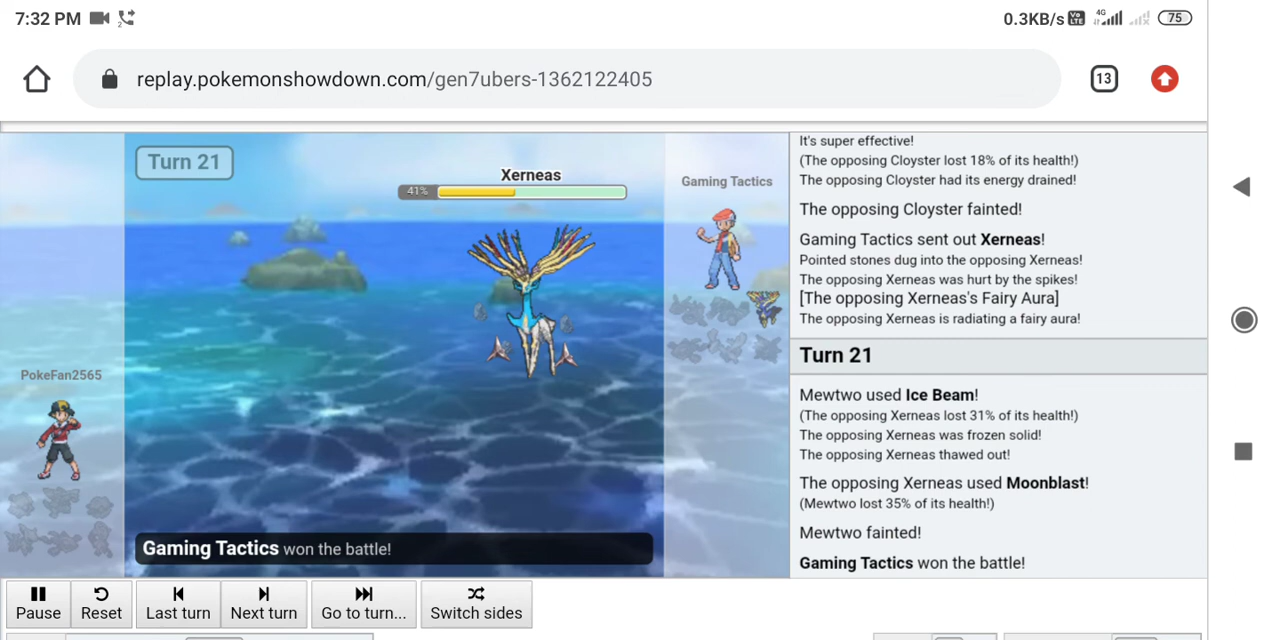 7:32 PM
2
0.3KB/s
Vo LTE
4G
75
replay.pokemonshowdown.com/gen7ubers-1362122405
13
Turn 21
Xerneas
41%
Gaming Tactics
PokeFan2565
Gaming Tactics won the battle!
It's super effective!
(The opposing Cloyster lost 18% of its health!)
The opposing Cloyster had its energy drained!
The opposing Cloyster fainted!
Gaming Tactics sent out Xerneas!
Pointed stones dug into the opposing Xerneas!
The opposing Xerneas was hurt by the spikes!
[The opposing Xerneas's Fairy Aura]
The opposing Xerneas is radiating a fairy aura!
Turn 21
Mewtwo used Ice Beam!
(The opposing Xerneas lost 31% of its health!)
The opposing Xerneas was frozen solid!
The opposing Xerneas thawed out!
The opposing Xerneas used Moonblast!
(Mewtwo lost 35% of its health!)
Mewtwo fainted!
Gaming Tactics won the battle!
Pause
Reset
Last turn
Next turn
Go to turn...
Switch sides